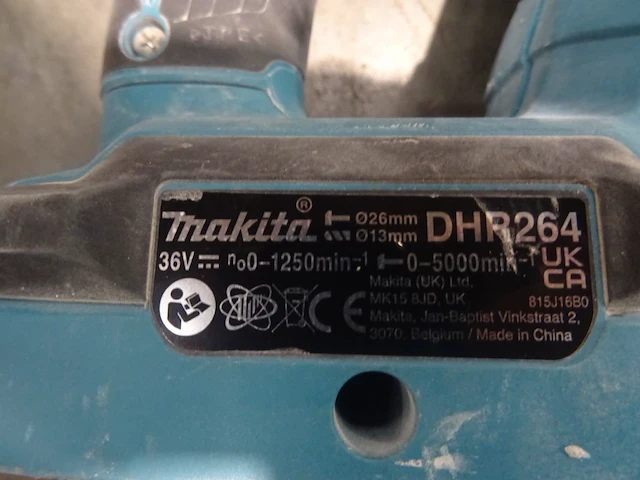 Makita® Ø26mm DHR264
Ø13mm
36V n₀0-1250min⁻¹ 0-5000min⁻¹ UK
CA
Makita (UK) Ltd.
MK15 8JD, UK 815J16B0
Makita, Jan-Baptist Vinkstraat 2,
3070, Belgium / Made in China
CE